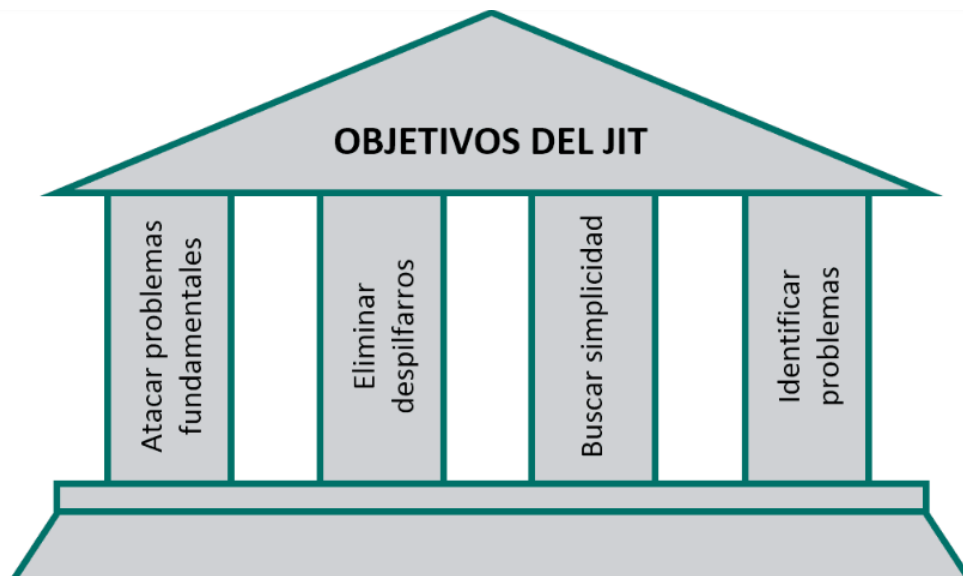 OBJETIVOS DEL JIT
Atacar problemas
fundamentales
Eliminar
despilfarros
Buscar simplicidad
Identificar
problemas